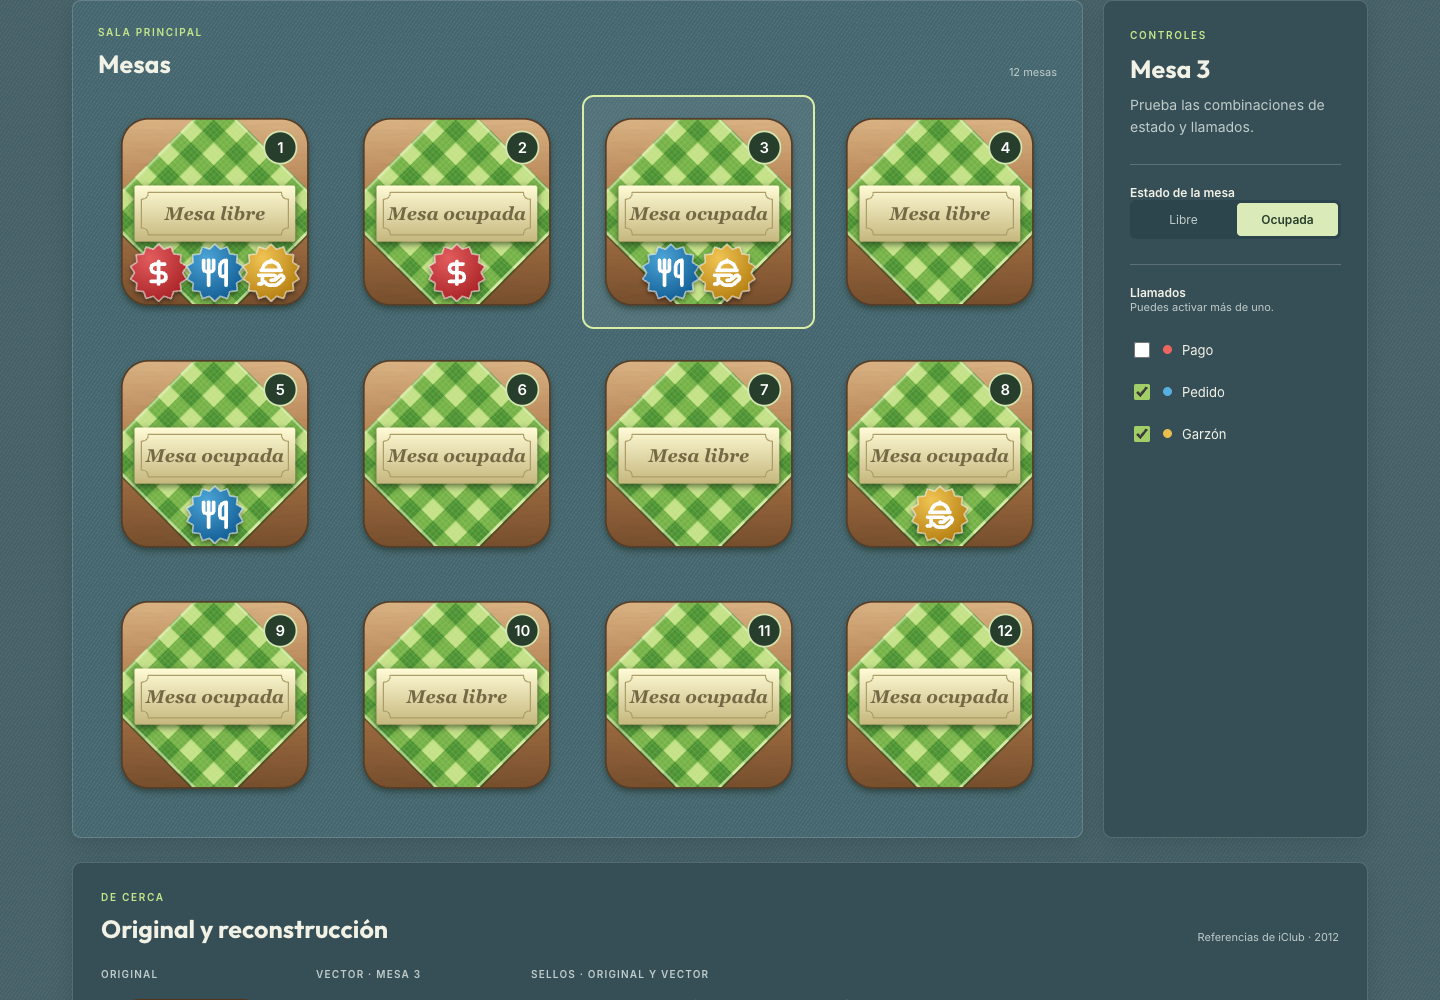 SALA PRINCIPAL
Mesas
12 mesas
1
2
3
4
Mesa libre
Mesa ocupada
Mesa ocupada
Mesa libre
$
$
5
6
7
8
Mesa ocupada
Mesa ocupada
Mesa libre
Mesa ocupada
9
10
11
12
Mesa ocupada
Mesa libre
Mesa ocupada
Mesa ocupada
CONTROLES
Mesa 3
Prueba las combinaciones de
estado y llamados.
Estado de la mesa
Libre
Ocupada
Llamados
Puedes activar más de uno.
Pago
Pedido
Garzón
DE CERCA
Original y reconstrucción
Referencias de iClub · 2012
ORIGINAL
VECTOR · MESA 3
SELLOS · ORIGINAL Y VECTOR